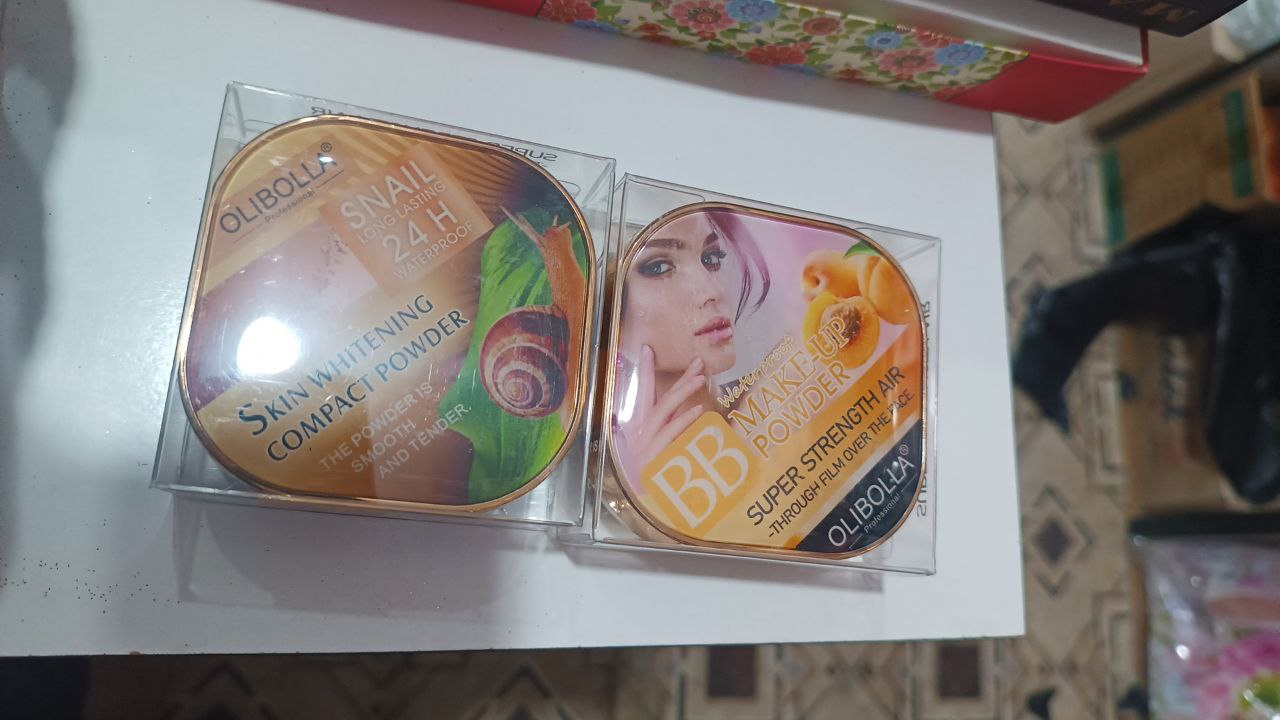 OLIBOLLA®
Professional
SNAIL
LONG LASTING
24 H
WATERPROOF
SKIN WHITENING
COMPACT POWDER
THE POWDER IS
SMOOTH
AND TENDER.
Waterproof
MAKE-UP
POWDER
BB
SUPER STRENGTH AIR
-THROUGH FILM OVER THE FACE.
OLIBOLLA®
Professional